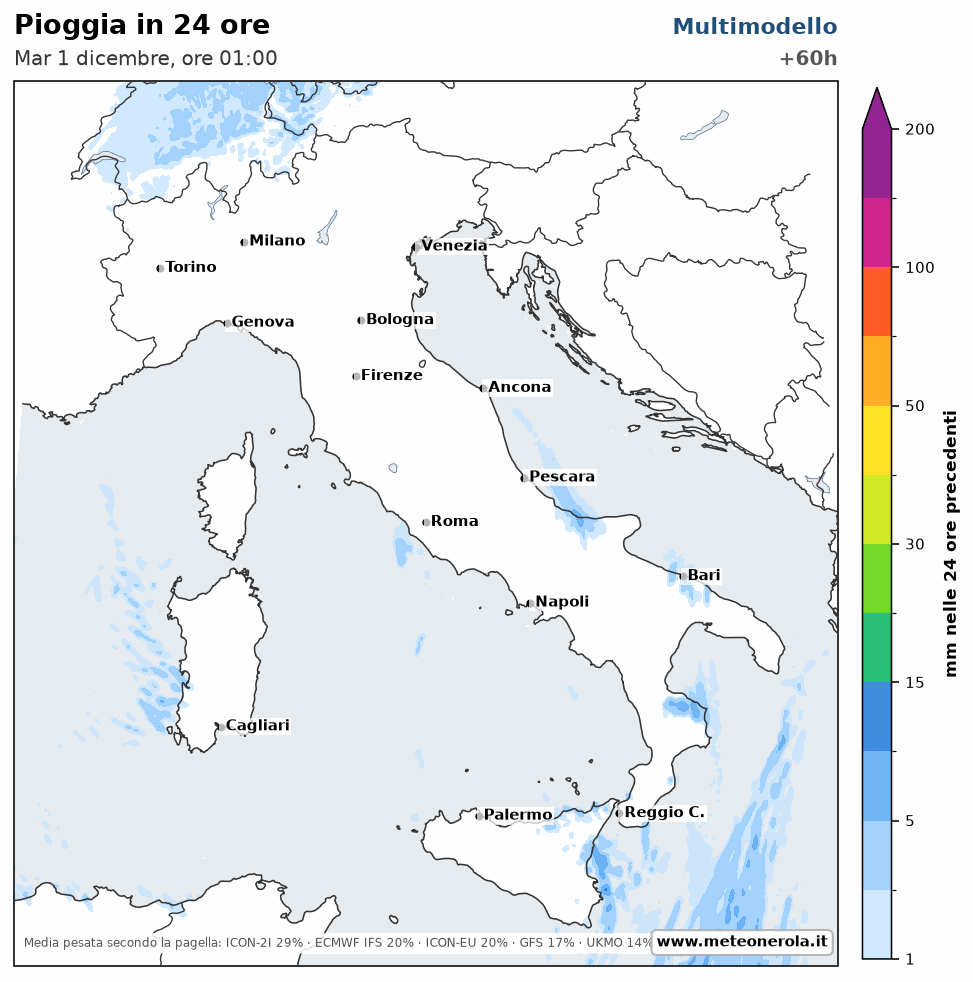 Pioggia in 24 ore
Multimodello
Mar 1 dicembre, ore 01:00
+60h
200
Milano
Venezia
Torino
100
Genova
Bologna
Firenze
Ancona
50
Pescara
Roma
30
Bari
Napoli
15
Cagliari
Palermo
Reggio C.
5
mm nelle 24 ore precedenti
Media pesata secondo la pagella: ICON-2I 29% · ECMWF IFS 20% · ICON-EU 20% · GFS 17% · UKMO 14%
www.meteonerola.it
1